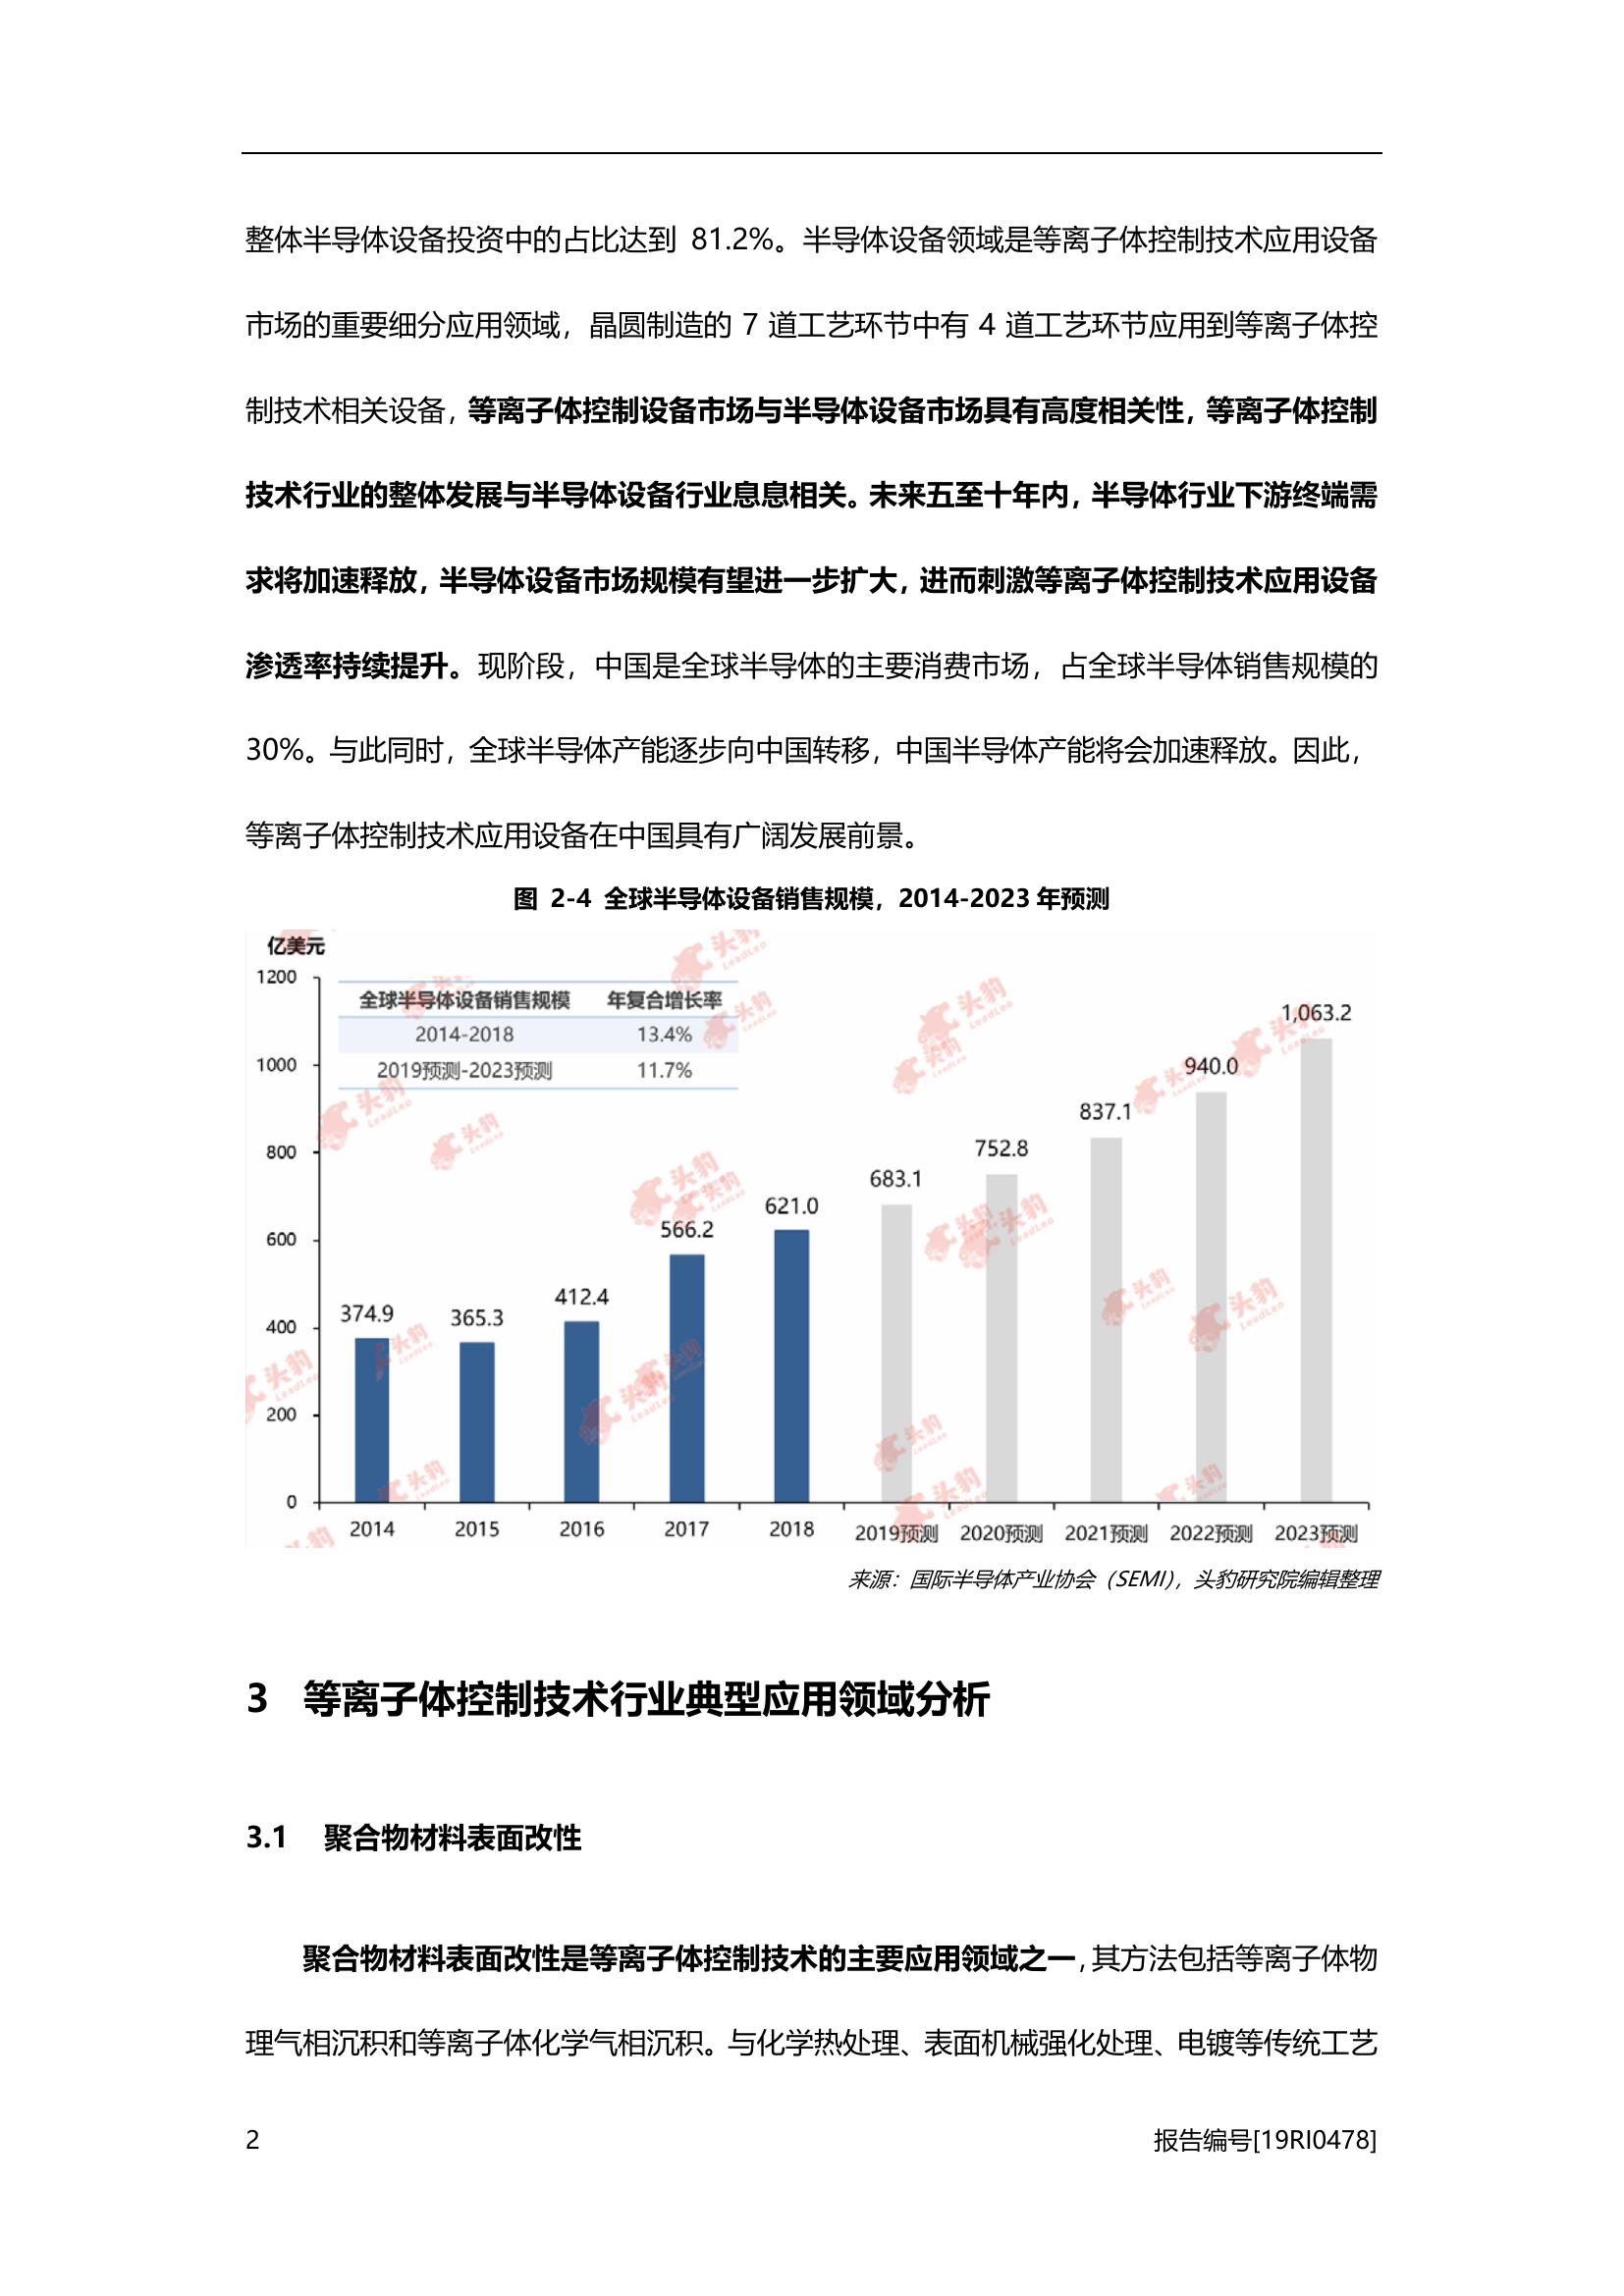 整体半导体设备投资中的占比达到 81.2%。半导体设备领域是等离子体控制技术应用设备
市场的重要细分应用领域，晶圆制造的 7 道工艺环节中有 4 道工艺环节应用到等离子体控
制技术相关设备，等离子体控制设备市场与半导体设备市场具有高度相关性，等离子体控制
技术行业的整体发展与半导体设备行业息息相关。未来五至十年内，半导体行业下游终端需
求将加速释放，半导体设备市场规模有望进一步扩大，进而刺激等离子体控制技术应用设备
渗透率持续提升。现阶段，中国是全球半导体的主要消费市场，占全球半导体销售规模的
30%。与此同时，全球半导体产能逐步向中国转移，中国半导体产能将会加速释放。因此，
等离子体控制技术应用设备在中国具有广阔发展前景。
图 2-4 全球半导体设备销售规模，2014-2023 年预测
亿美元
全球半导体设备销售规模 年复合增长率
2014-2018 13.4%
2019预测-2023预测 11.7%
1200
1000
800
600
400
200
0
374.9
365.3
412.4
566.2
621.0
683.1
752.8
837.1
940.0
1,063.2
2014 2015 2016 2017 2018 2019预测 2020预测 2021预测 2022预测 2023预测
头豹
LeadLeo
来源：国际半导体产业协会（SEMI），头豹研究院编辑整理
3 等离子体控制技术行业典型应用领域分析
3.1 聚合物材料表面改性
聚合物材料表面改性是等离子体控制技术的主要应用领域之一，其方法包括等离子体物
理气相沉积和等离子体化学气相沉积。与化学热处理、表面机械强化处理、电镀等传统工艺
2
报告编号[19RI0478]